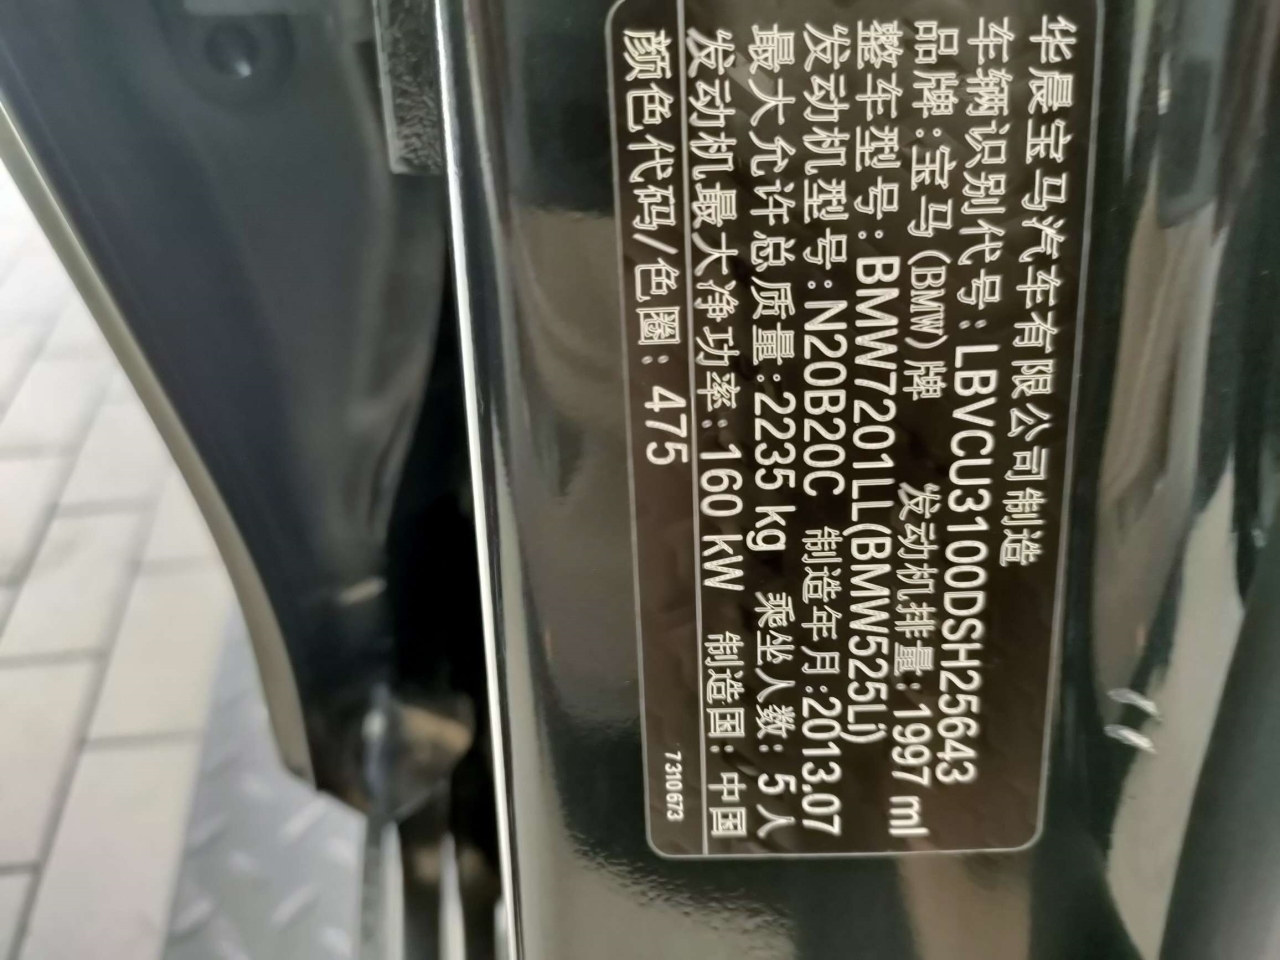 华晨宝马汽车有限公司制造
车辆识别代号:LBVCU3100DSH25643
品牌:宝马(BMW)牌 发动机排量:1997 ml
整车型号:BMW7201LL(BMW525Li)
发动机型号:N20B20C 制造年月:2013.07
最大允许总质量:2235 kg 乘坐人数:5人
发动机最大净功率:160 kW 制造国:中国
颜色代码/色圈:475
7 310 673